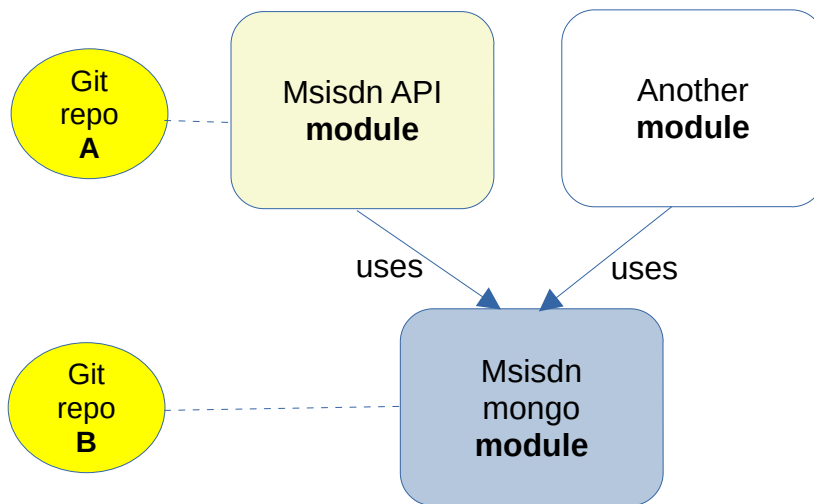 Git
repo
A
Msisdn API
module
Another
module
uses
uses
Git
repo
B
Msisdn
mongo
module